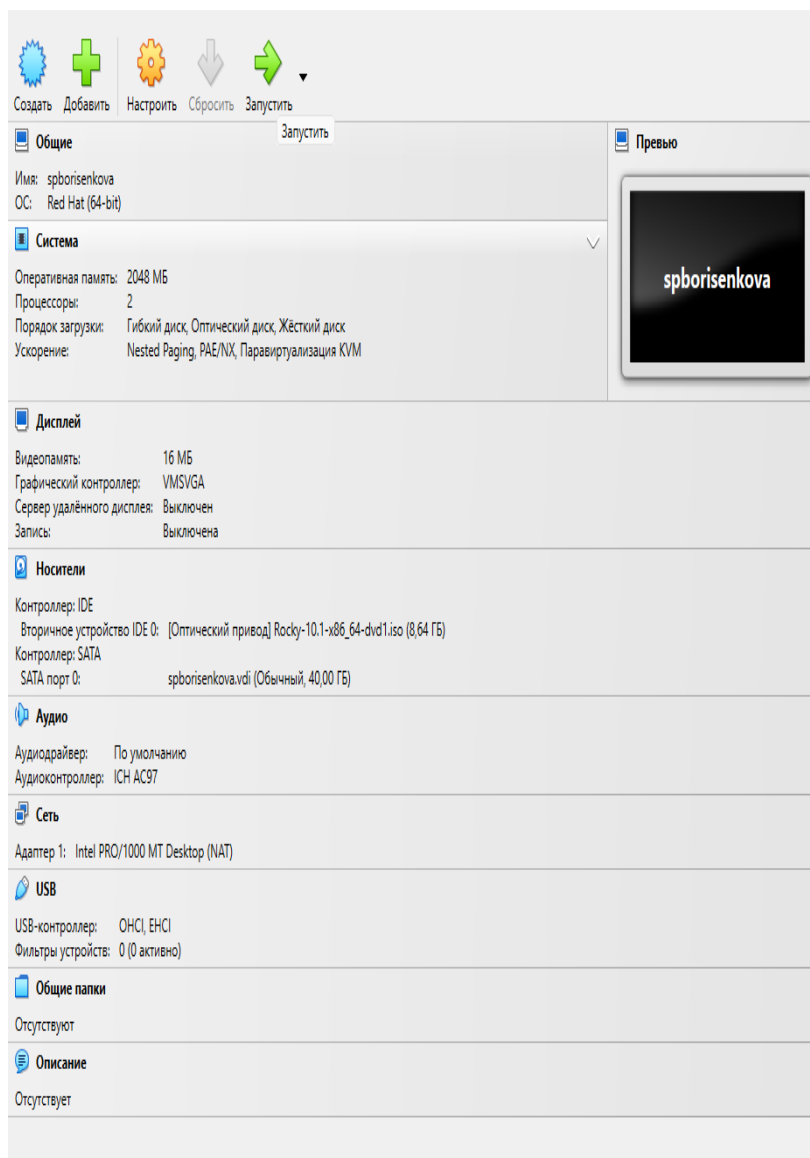 Создать Добавить Настроить Сбросить Запустить
Запустить
Общие
Имя: spborisenkova
ОС: Red Hat (64-bit)
Превью
spborisenkova
Система
Оперативная память: 2048 МБ
Процессоры: 2
Порядок загрузки: Гибкий диск, Оптический диск, Жёсткий диск
Ускорение: Nested Paging, PAE/NX, Паравиртуализация KVM
Дисплей
Видеопамять: 16 МБ
Графический контроллер: VMSVGA
Сервер удалённого дисплея: Выключен
Запись: Выключена
Носители
Контроллер: IDE
Вторичное устройство IDE 0: [Оптический привод] Rocky-10.1-x86_64-dvd1.iso (8,64 ГБ)
Контроллер: SATA
SATA порт 0: spborisenkova.vdi (Обычный, 40,00 ГБ)
Аудио
Аудиодрайвер: По умолчанию
Аудиоконтроллер: ICH AC97
Сеть
Адаптер 1: Intel PRO/1000 MT Desktop (NAT)
USB
USB-контроллер: OHCI, EHCI
Фильтры устройств: 0 (0 активно)
Общие папки
Отсутствуют
Описание
Отсутствует